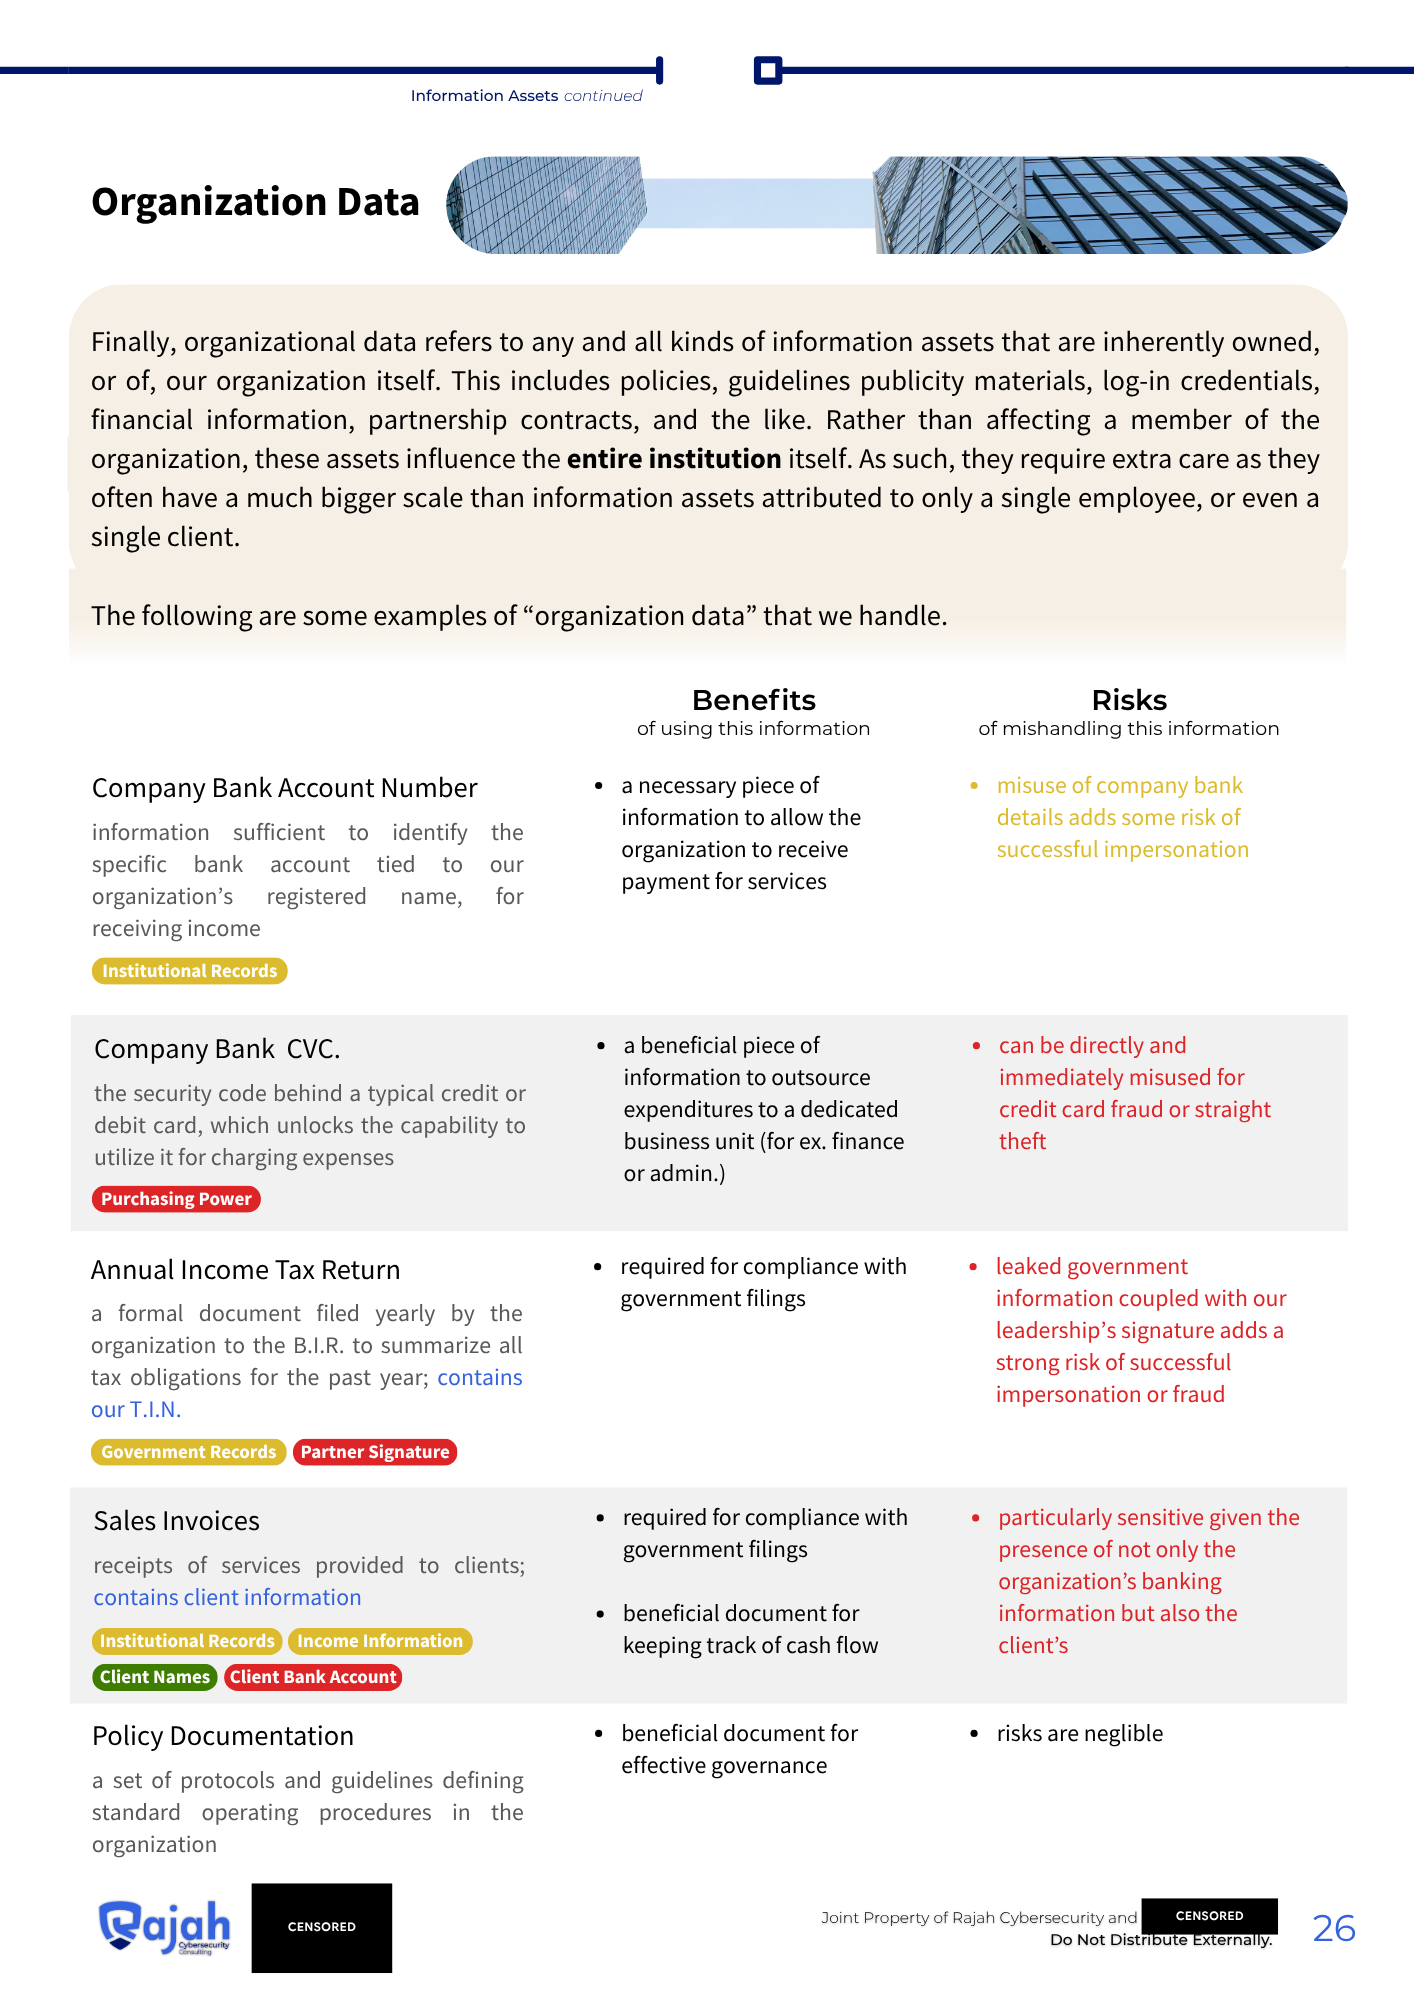 Information Assets continued
Organization Data
Finally, organizational data refers to any and all kinds of information assets that are inherently owned,
or of, our organization itself. This includes policies, guidelines publicity materials, log-in credentials,
financial information, partnership contracts, and the like. Rather than affecting a member of the
organization, these assets influence the entire institution itself. As such, they require extra care as they
often have a much bigger scale than information assets attributed to only a single employee, or even a
single client.
The following are some examples of “organization data” that we handle.
Benefits
of using this information
Risks
of mishandling this information
Company Bank Account Number
information sufficient to identify the
specific bank account tied to our
organization’s registered name, for
receiving income
Institutional Records
• a necessary piece of
information to allow the
organization to receive
payment for services
• misuse of company bank
details adds some risk of
successful impersonation
Company Bank CVC.
the security code behind a typical credit or
debit card, which unlocks the capability to
utilize it for charging expenses
Purchasing Power
• a beneficial piece of
information to outsource
expenditures to a dedicated
business unit (for ex. finance
or admin.)
• can be directly and
immediately misused for
credit card fraud or straight
theft
Annual Income Tax Return
a formal document filed yearly by the
organization to the B.I.R. to summarize all
tax obligations for the past year; contains
our T.I.N.
Government Records Partner Signature
• required for compliance with
government filings
• leaked government
information coupled with our
leadership’s signature adds a
strong risk of successful
impersonation or fraud
Sales Invoices
receipts of services provided to clients;
contains client information
Institutional Records Income Information
Client Names Client Bank Account
• required for compliance with
government filings
• beneficial document for
keeping track of cash flow
• particularly sensitive given the
presence of not only the
organization’s banking
information but also the
client’s
Policy Documentation
a set of protocols and guidelines defining
standard operating procedures in the
organization
• beneficial document for
effective governance
• risks are neglible
Rajah
Cybersecurity
Consulting
CENSORED
Joint Property of Rajah Cybersecurity and CENSORED
Do Not Distribute Externally.
26